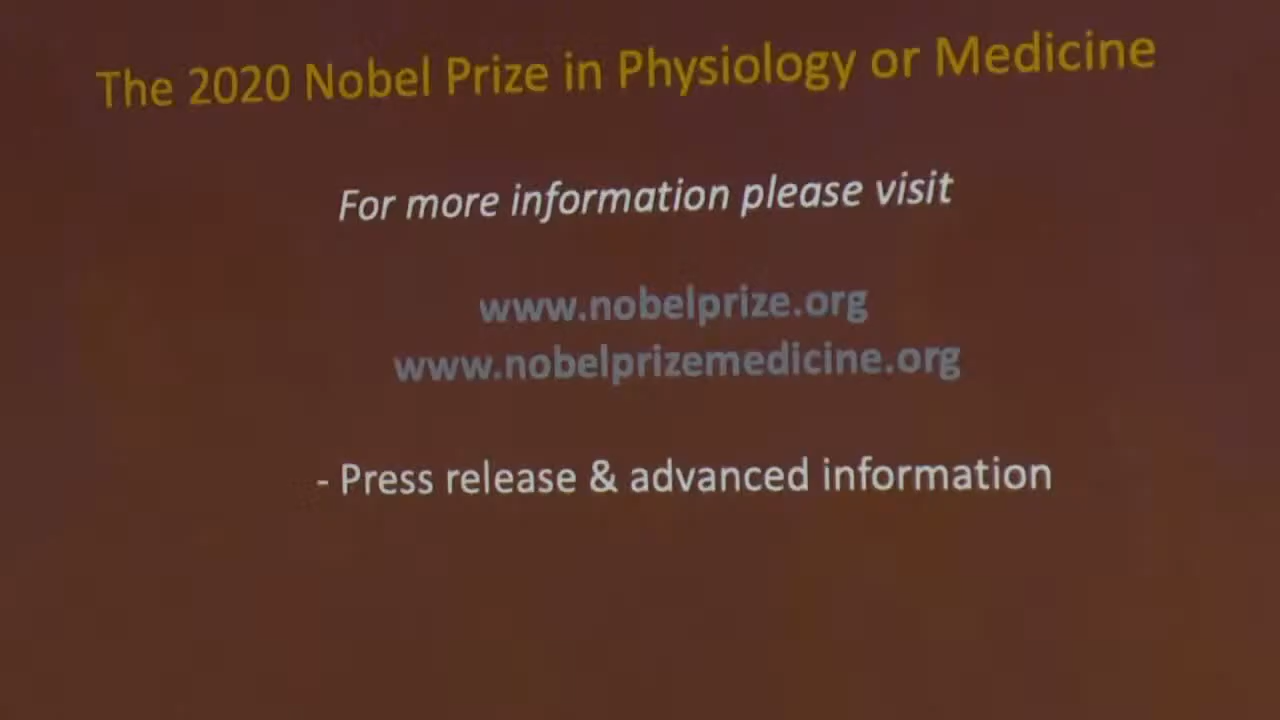 The 2020 Nobel Prize in Physiology or Medicine
For more information please visit
www.nobelprize.org
www.nobelprizemedicine.org
- Press release & advanced information